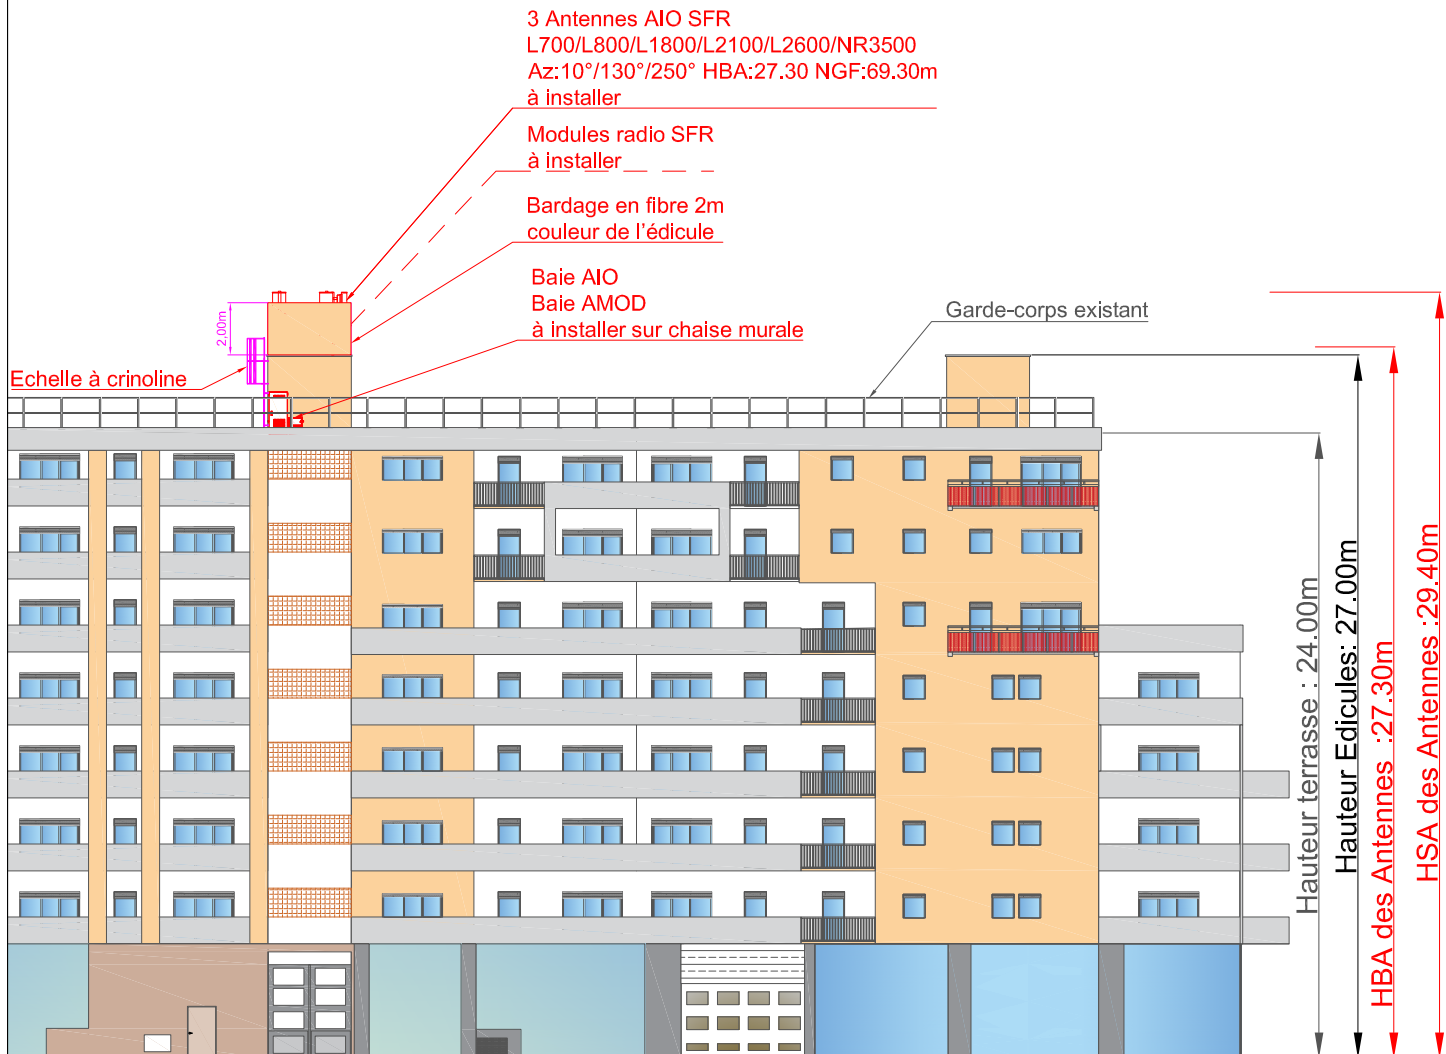 3 Antennes AIO SFR
L700/L800/L1800/L2100/L2600/NR3500
Az:10°/130°/250° HBA:27.30 NGF:69.30m
à installer
Modules radio SFR
à installer
Bardage en fibre 2m
couleur de l'édicule
Baie AIO
Baie AMOD
à installer sur chaise murale
Garde-corps existant
2,00m
Echelle à crinoline
Hauteur terrasse : 24.00m
Hauteur Edicules: 27.00m
HBA des Antennes :27.30m
HSA des Antennes :29.40m